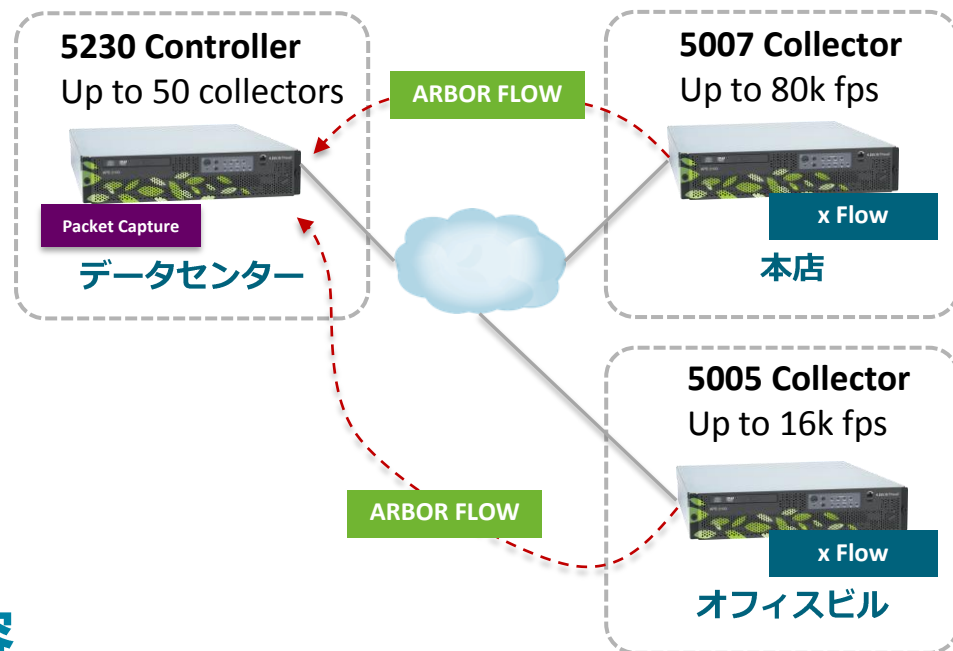 5230 Controller
Up to 50 collectors
Packet Capture
データセンター
ARBOR FLOW
5007 Collector
Up to 80k fps
x Flow
本店
5005 Collector
Up to 16k fps
x Flow
オフィスビル
ARBOR FLOW